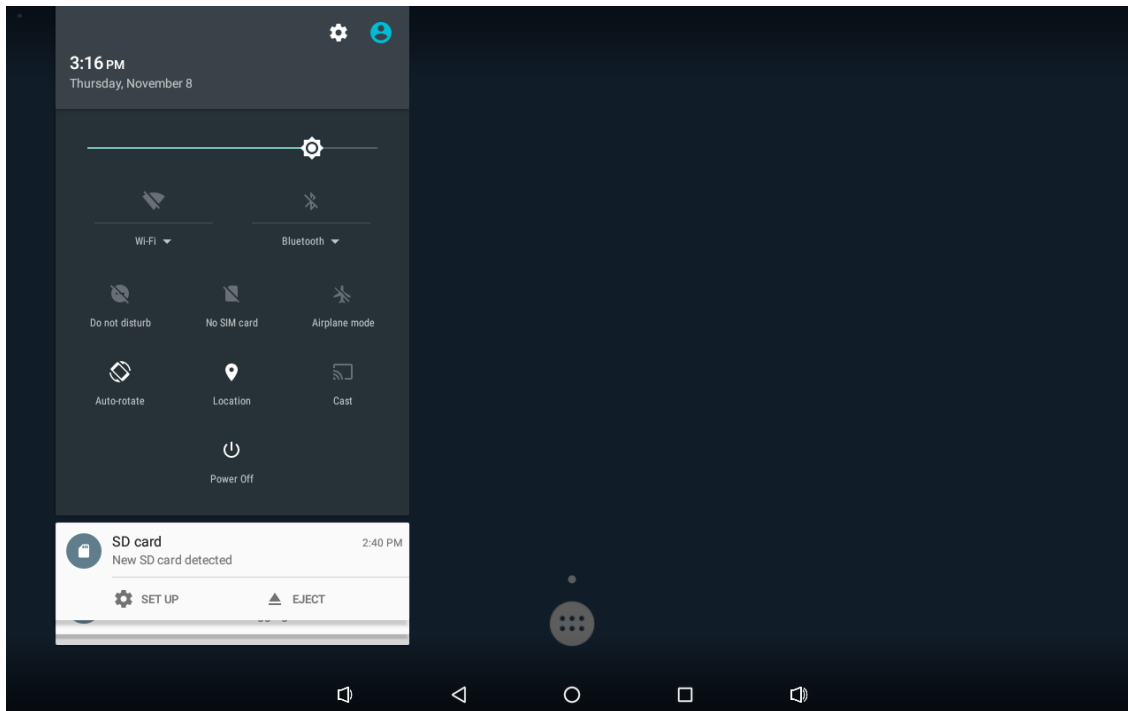 3:16 PM
Thursday, November 8
Wi-Fi
Bluetooth
Do not disturb
No SIM card
Airplane mode
Auto-rotate
Location
Cast
Power Off
SD card 2:40 PM
New SD card detected
SET UP EJECT